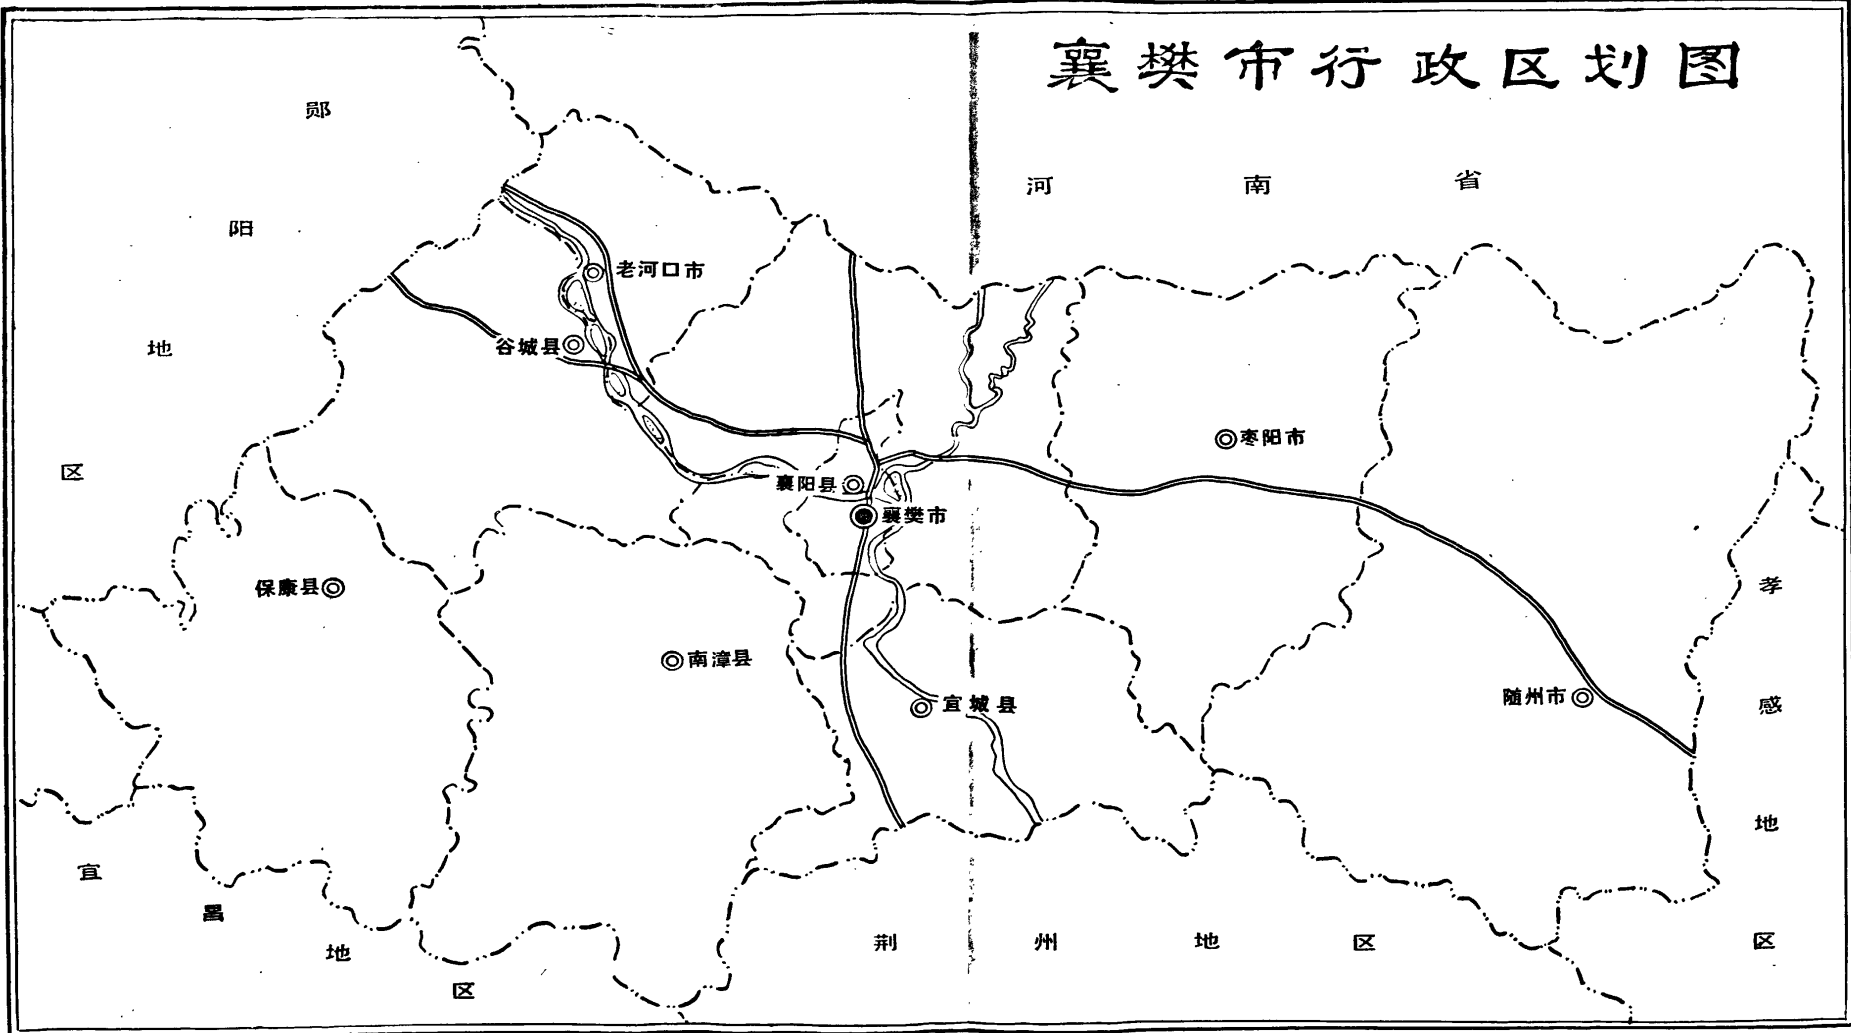 襄樊市行政区划图
河南省
郧阳地区
老河口市
谷城县
枣阳市
襄阳县
襄樊市
保康县
南漳县
宜城县
随州市
孝感地区
宜昌地区
荆州地区